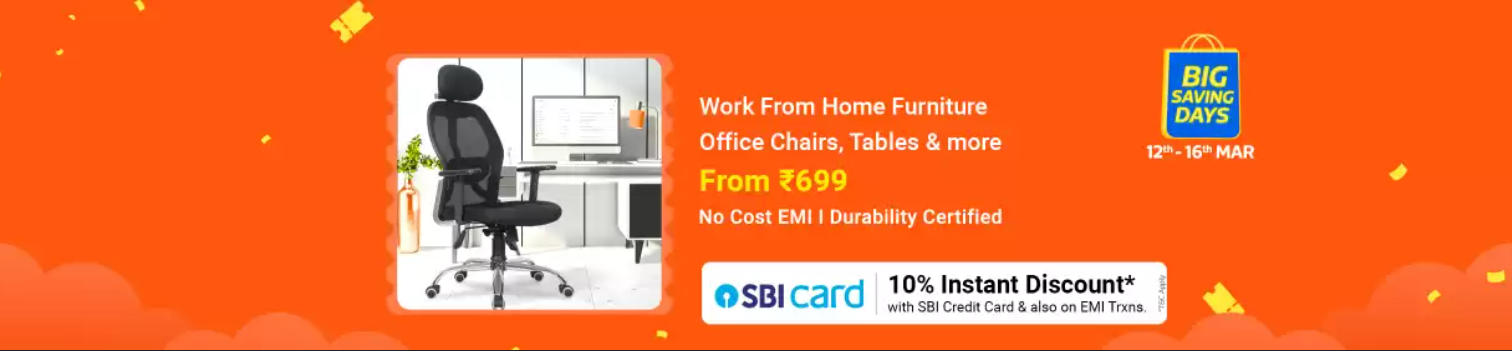 Work From Home Furniture
Office Chairs, Tables & more
From ₹699
No Cost EMI I Durability Certified
SBI card
10% Instant Discount*
with SBI Credit Card & also on EMI Trxns.
*T&C Apply
BIG
SAVING
DAYS
12th - 16th MAR